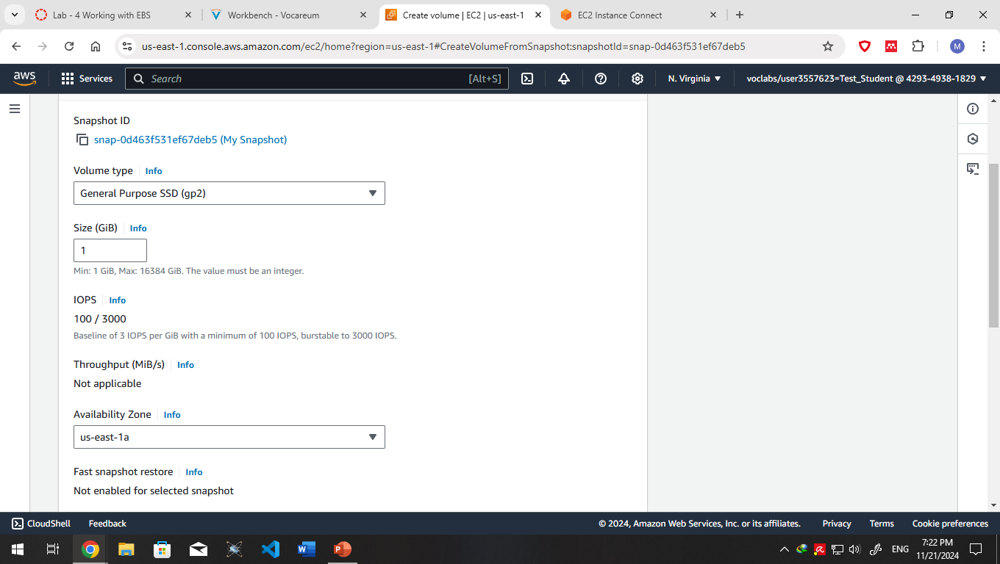 Lab - 4 Working with EBS
Workbench - Vocareum
Create volume | EC2 | us-east-1
EC2 Instance Connect
us-east-1.console.aws.amazon.com/ec2/home?region=us-east-1#CreateVolumeFromSnapshot:snapshotId=snap-0d463f531ef67deb5
M
aws
Services
Search
[Alt+S]
N. Virginia
voclabs/user3557623=Test_Student @ 4293-4938-1829
Snapshot ID
snap-0d463f531ef67deb5 (My Snapshot)
Volume type Info
General Purpose SSD (gp2)
Size (GiB) Info
1
Min: 1 GiB, Max: 16384 GiB. The value must be an integer.
IOPS Info
100 / 3000
Baseline of 3 IOPS per GiB with a minimum of 100 IOPS, burstable to 3000 IOPS.
Throughput (MiB/s) Info
Not applicable
Availability Zone Info
us-east-1a
Fast snapshot restore Info
Not enabled for selected snapshot
CloudShell
Feedback
© 2024, Amazon Web Services, Inc. or its affiliates.
Privacy
Terms
Cookie preferences
ENG
7:22 PM
11/21/2024